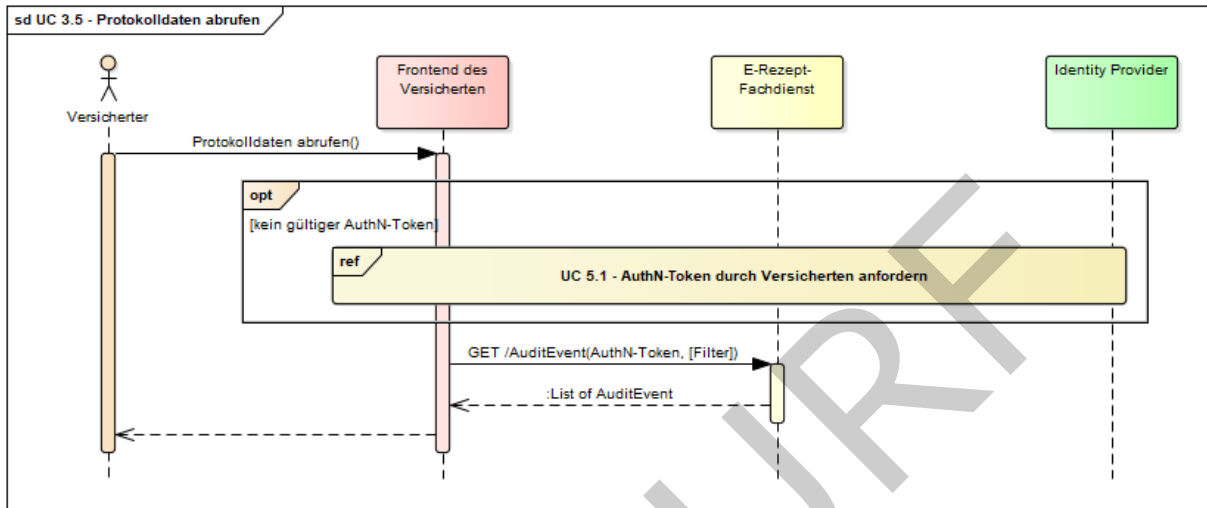 sd UC 3.5 - Protokolldaten abrufen
Versicherter
Frontend des
Versicherten
E-Rezept-
Fachdienst
Identity Provider
Protokolldaten abrufen()
opt
[kein gültiger AuthN-Token]
ref
UC 5.1 - AuthN-Token durch Versicherten anfordern
GET /AuditEvent(AuthN-Token, [Filter])
:List of AuditEvent
URF